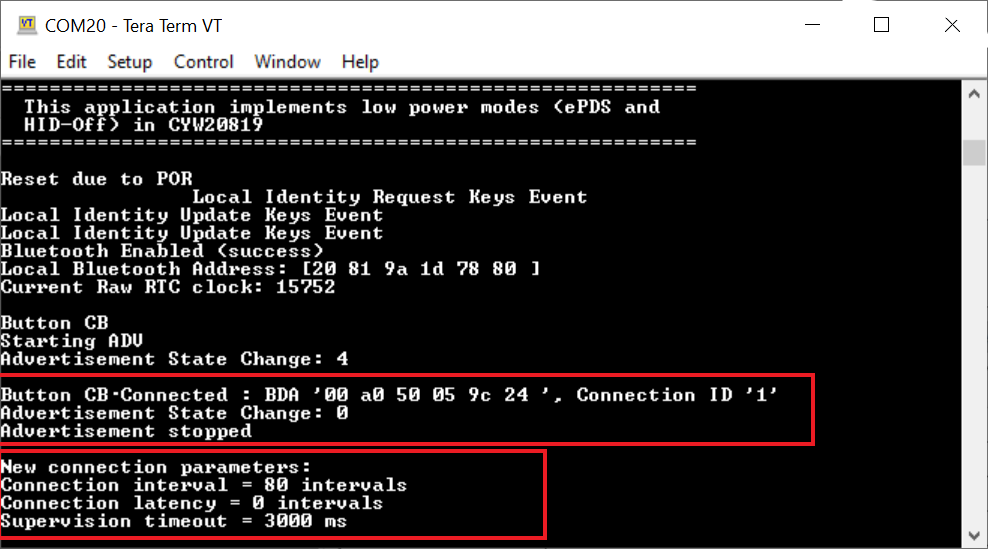 VT
COM20 - Tera Term VT
File Edit Setup Control Window Help
==========================================================
This application implements low power modes (ePDS and
HID-Off) in CYW20819
==========================================================
Reset due to POR
Local Identity Request Keys Event
Local Identity Update Keys Event
Local Identity Update Keys Event
Bluetooth Enabled (success)
Local Bluetooth Address: [20 81 9a 1d 78 80 ]
Current Raw RTC clock: 15752
Button CB
Starting ADV
Advertisement State Change: 4
Button CB-Connected : BDA '00 a0 50 05 9c 24 ', Connection ID '1'
Advertisement State Change: 0
Advertisement stopped
New connection parameters:
Connection interval = 80 intervals
Connection latency = 0 intervals
Supervision timeout = 3000 ms